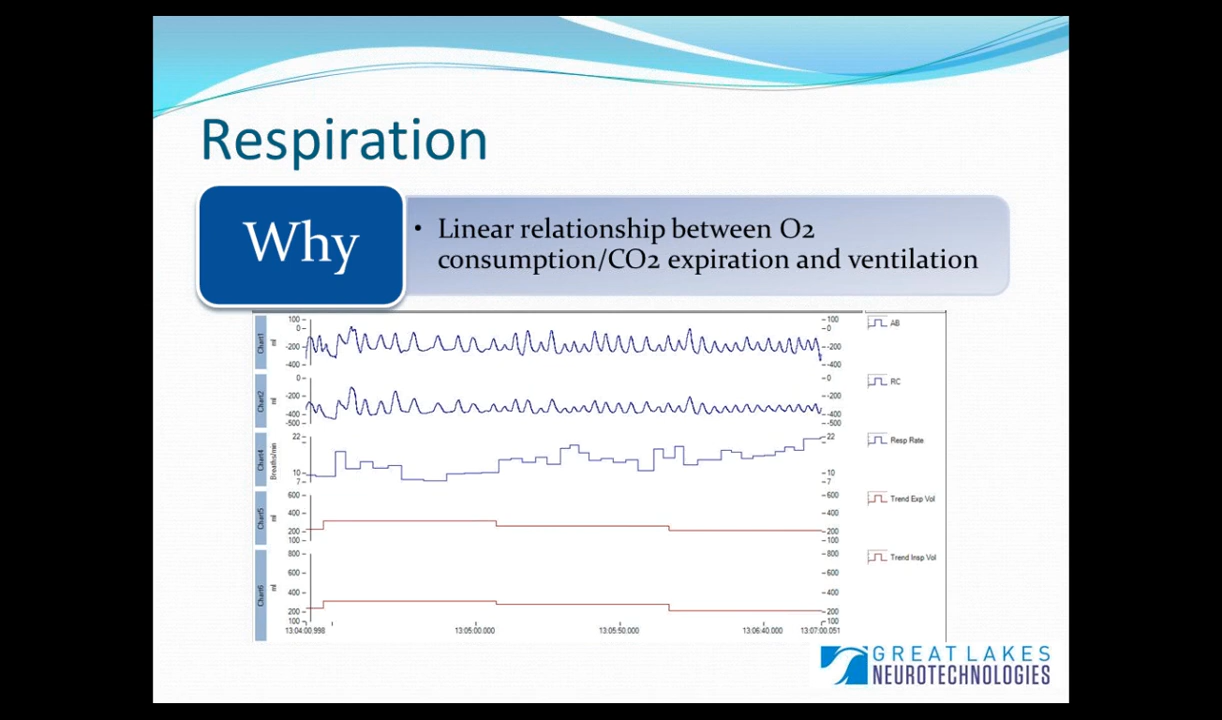 Respiration
Why
• Linear relationship between O2
consumption/CO2 expiration and ventilation
Chart1
ml
100
0
-200
-400
100
0
-200
-400
AB
Chart2
ml
0
-200
-400
-500
0
-200
-400
-500
RC
Chart4
Breaths/min
22
10
7
22
10
7
Resp Rate
Chart5
ml
600
400
200
100
600
400
200
100
Trend Exp Vol
Chart6
ml
800
600
400
200
100
800
600
400
200
100
Trend Insp Vol
13:04:00.998 13:05:00.000 13:05:50.000 13:06:40.000 13:07:00.051
GREAT LAKES
NEUROTECHNOLOGIES